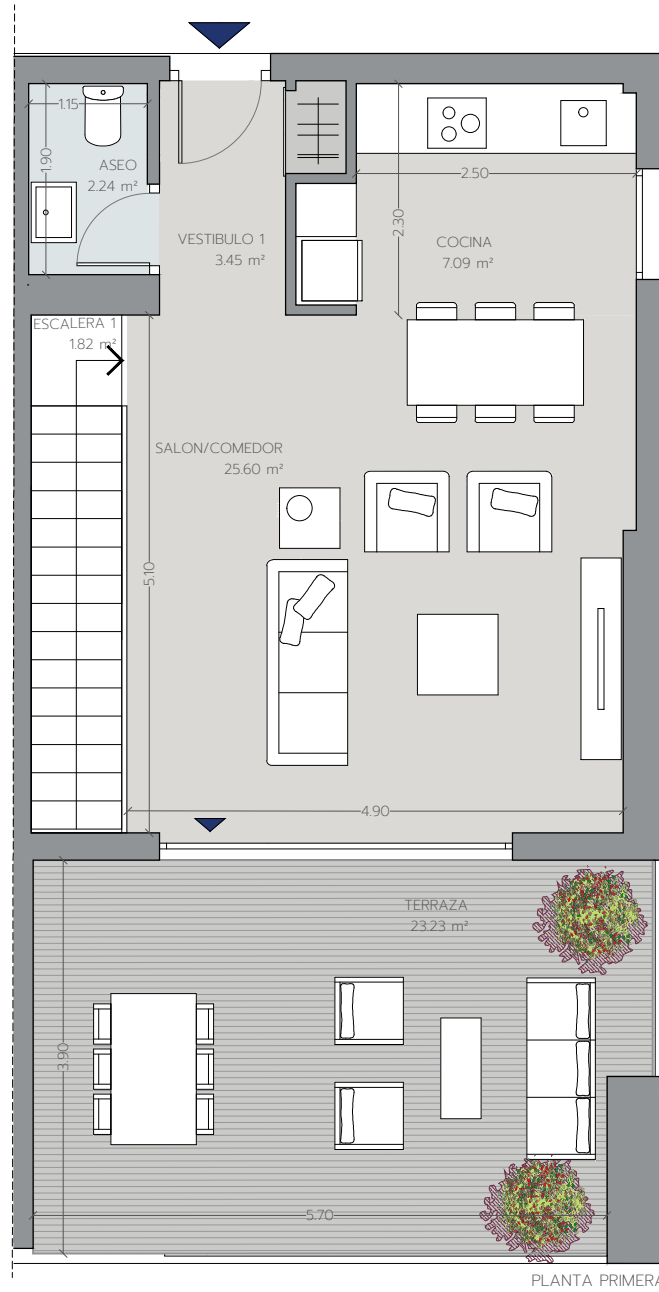 1.15
1.90
ASEO
2.24 m²
2.50
2.30
VESTIBULO 1
3.45 m²
COCINA
7.09 m²
ESCALERA 1
1.82 m²
SALON/COMEDOR
25.60 m²
5.10
4.90
TERRAZA
23.23 m²
3.90
5.70
PLANTA PRIMERA